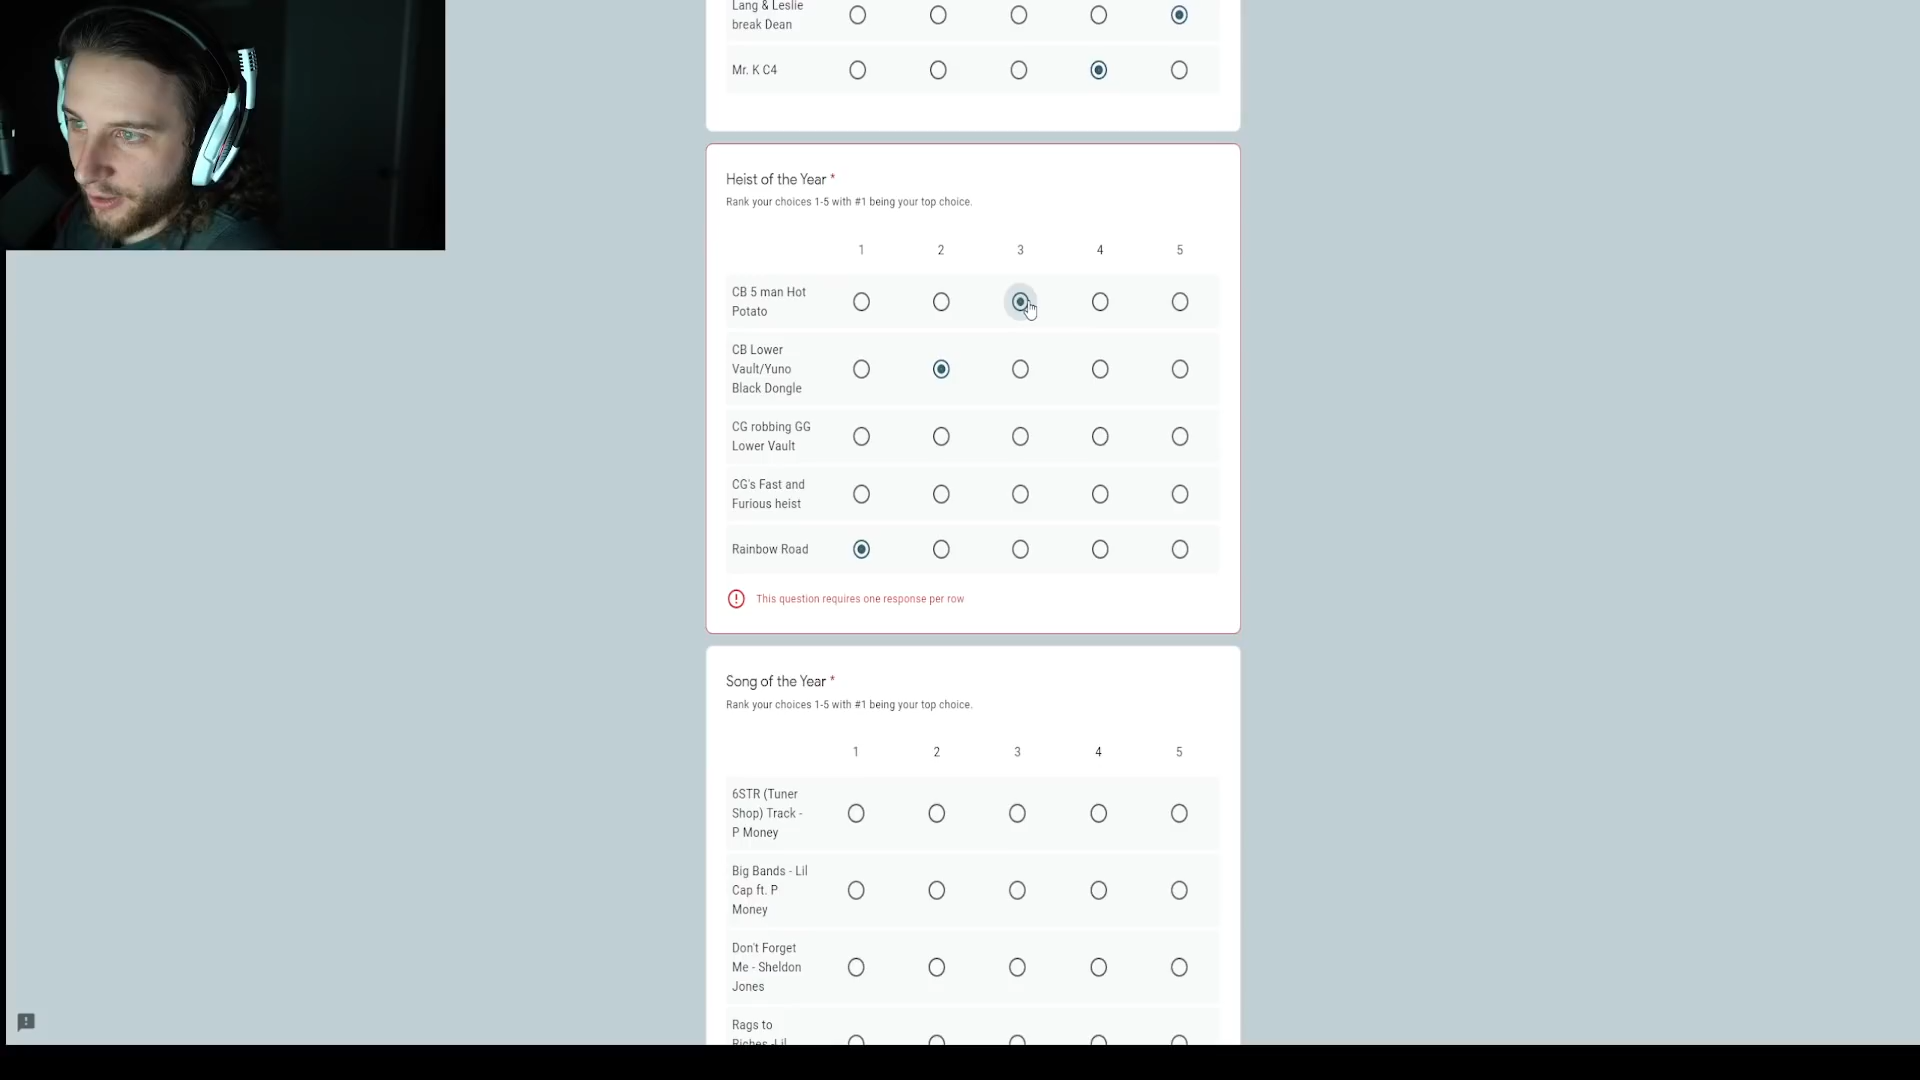 Lang & Leslie
break Dean
Mr. K C4
Heist of the Year *
Rank your choices 1-5 with #1 being your top choice.
1 2 3 4 5
CB 5 man Hot
Potato
CB Lower
Vault/Yuno
Black Dongle
CG robbing GG
Lower Vault
CG's Fast and
Furious heist
Rainbow Road
This question requires one response per row
Song of the Year *
Rank your choices 1-5 with #1 being your top choice.
1 2 3 4 5
6STR (Tuner
Shop) Track -
P Money
Big Bands - Lil
Cap ft. P
Money
Don't Forget
Me - Sheldon
Jones
Rags to
Riches -Lil